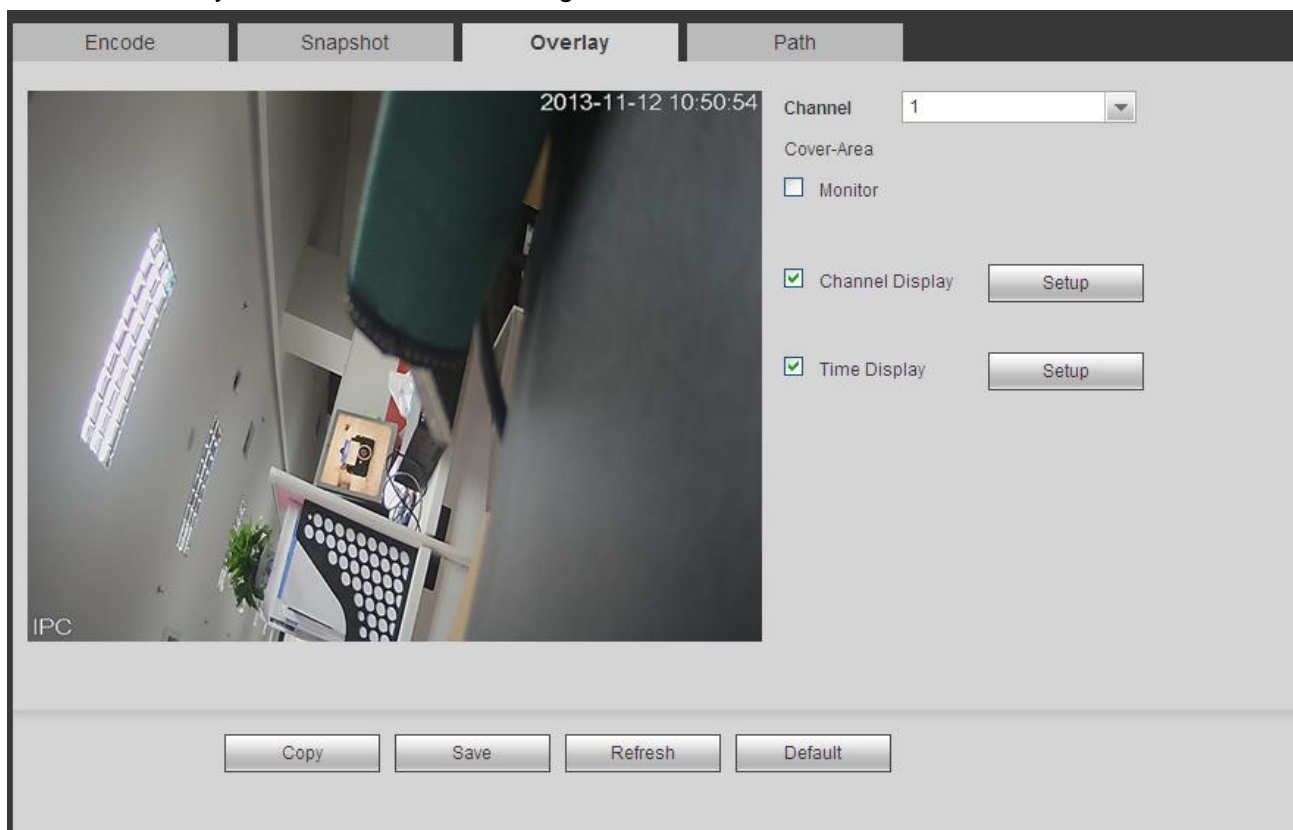 Encode Snapshot Overlay Path
2013-11-12 10:50:54
Channel 1
Cover-Area
Monitor
Channel Display Setup
Time Display Setup
IPC
Copy Save Refresh Default